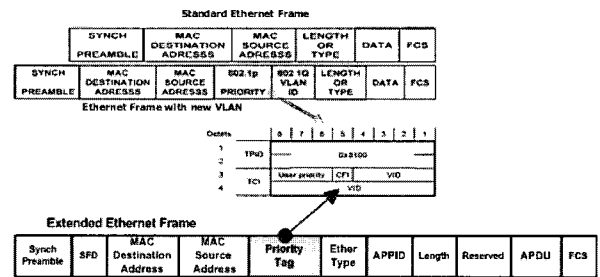 Standard Ethernet Frame
SYNCH PREAMBLE
MAC DESTINATION ADRESSS
MAC SOURCE ADRESSS
LENGTH OR TYPE
DATA
FCS
SYNCH PREAMBLE
MAC DESTINATION ADRESSS
MAC SOURCE ADRESSS
802.1p PRIORITY
802 1Q VLAN ID
LENGTH OR TYPE
DATA
FCS
Ethernet Frame with new VLAN
Octets
8 7 6 5 4 3 2 1
1
2
TPID
0x8100
3
4
TCI
User priority
CFI
VID
VID
Extended Ethernet Frame
Synch Preamble
SFD
MAC Destination Address
MAC Source Address
Priority Tag
Ether Type
APPID
Length
Reserved
APDU
FCS